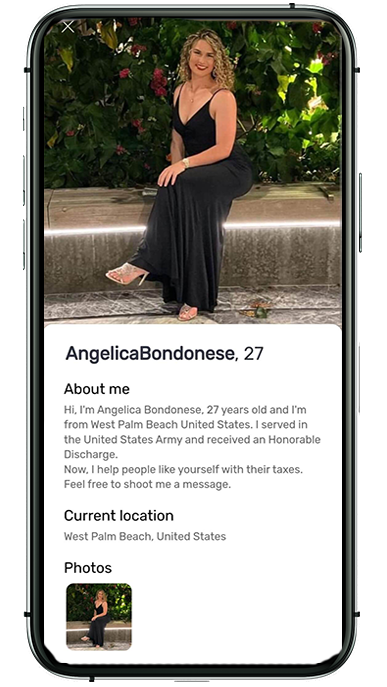 AngelicaBondonese, 27
About me
Hi, I'm Angelica Bondonese, 27 years old and I'm
from West Palm Beach United States. I served in
the United States Army and received an Honorable
Discharge.
Now, I help people like yourself with their taxes.
Feel free to shoot me a message.
Current location
West Palm Beach, United States
Photos